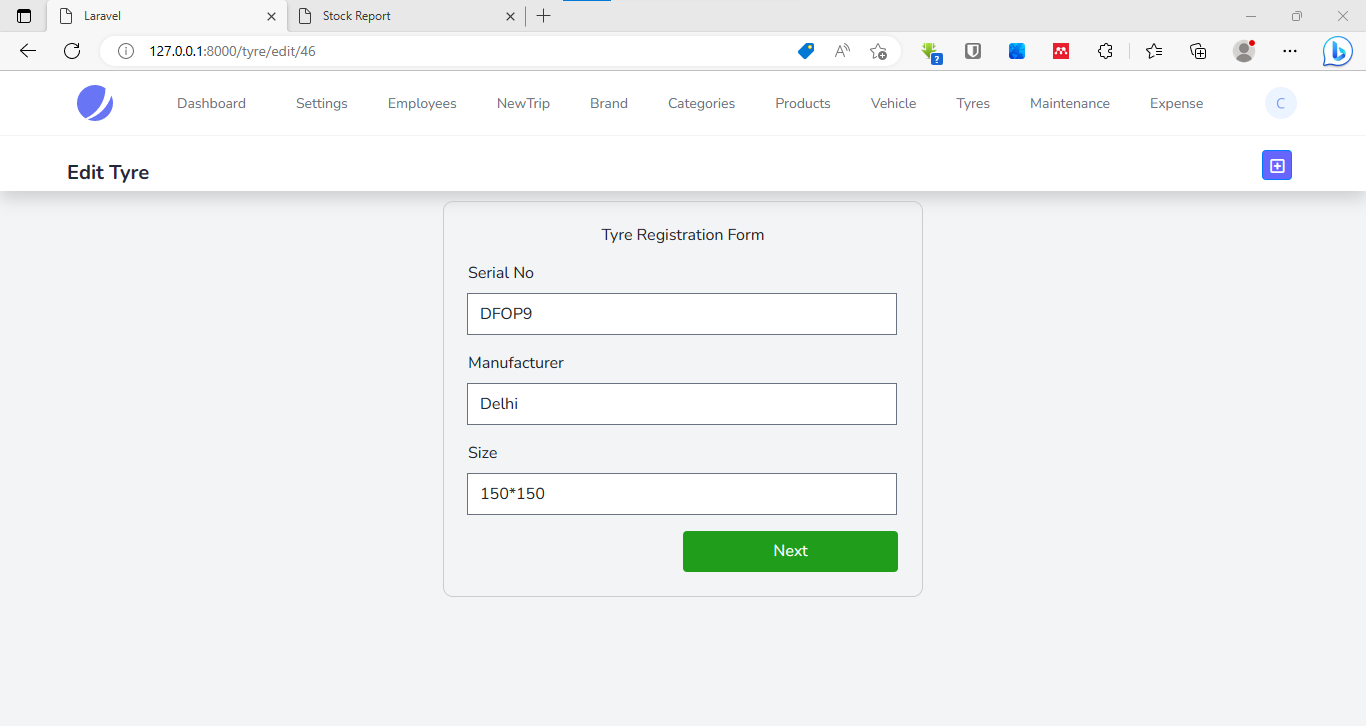 Laravel
Stock Report
127.0.0.1:8000/tyre/edit/46
?
Dashboard Settings Employees NewTrip Brand Categories Products Vehicle Tyres Maintenance Expense C
Edit Tyre
Tyre Registration Form
Serial No
DFOP9
Manufacturer
Delhi
Size
150*150
Next